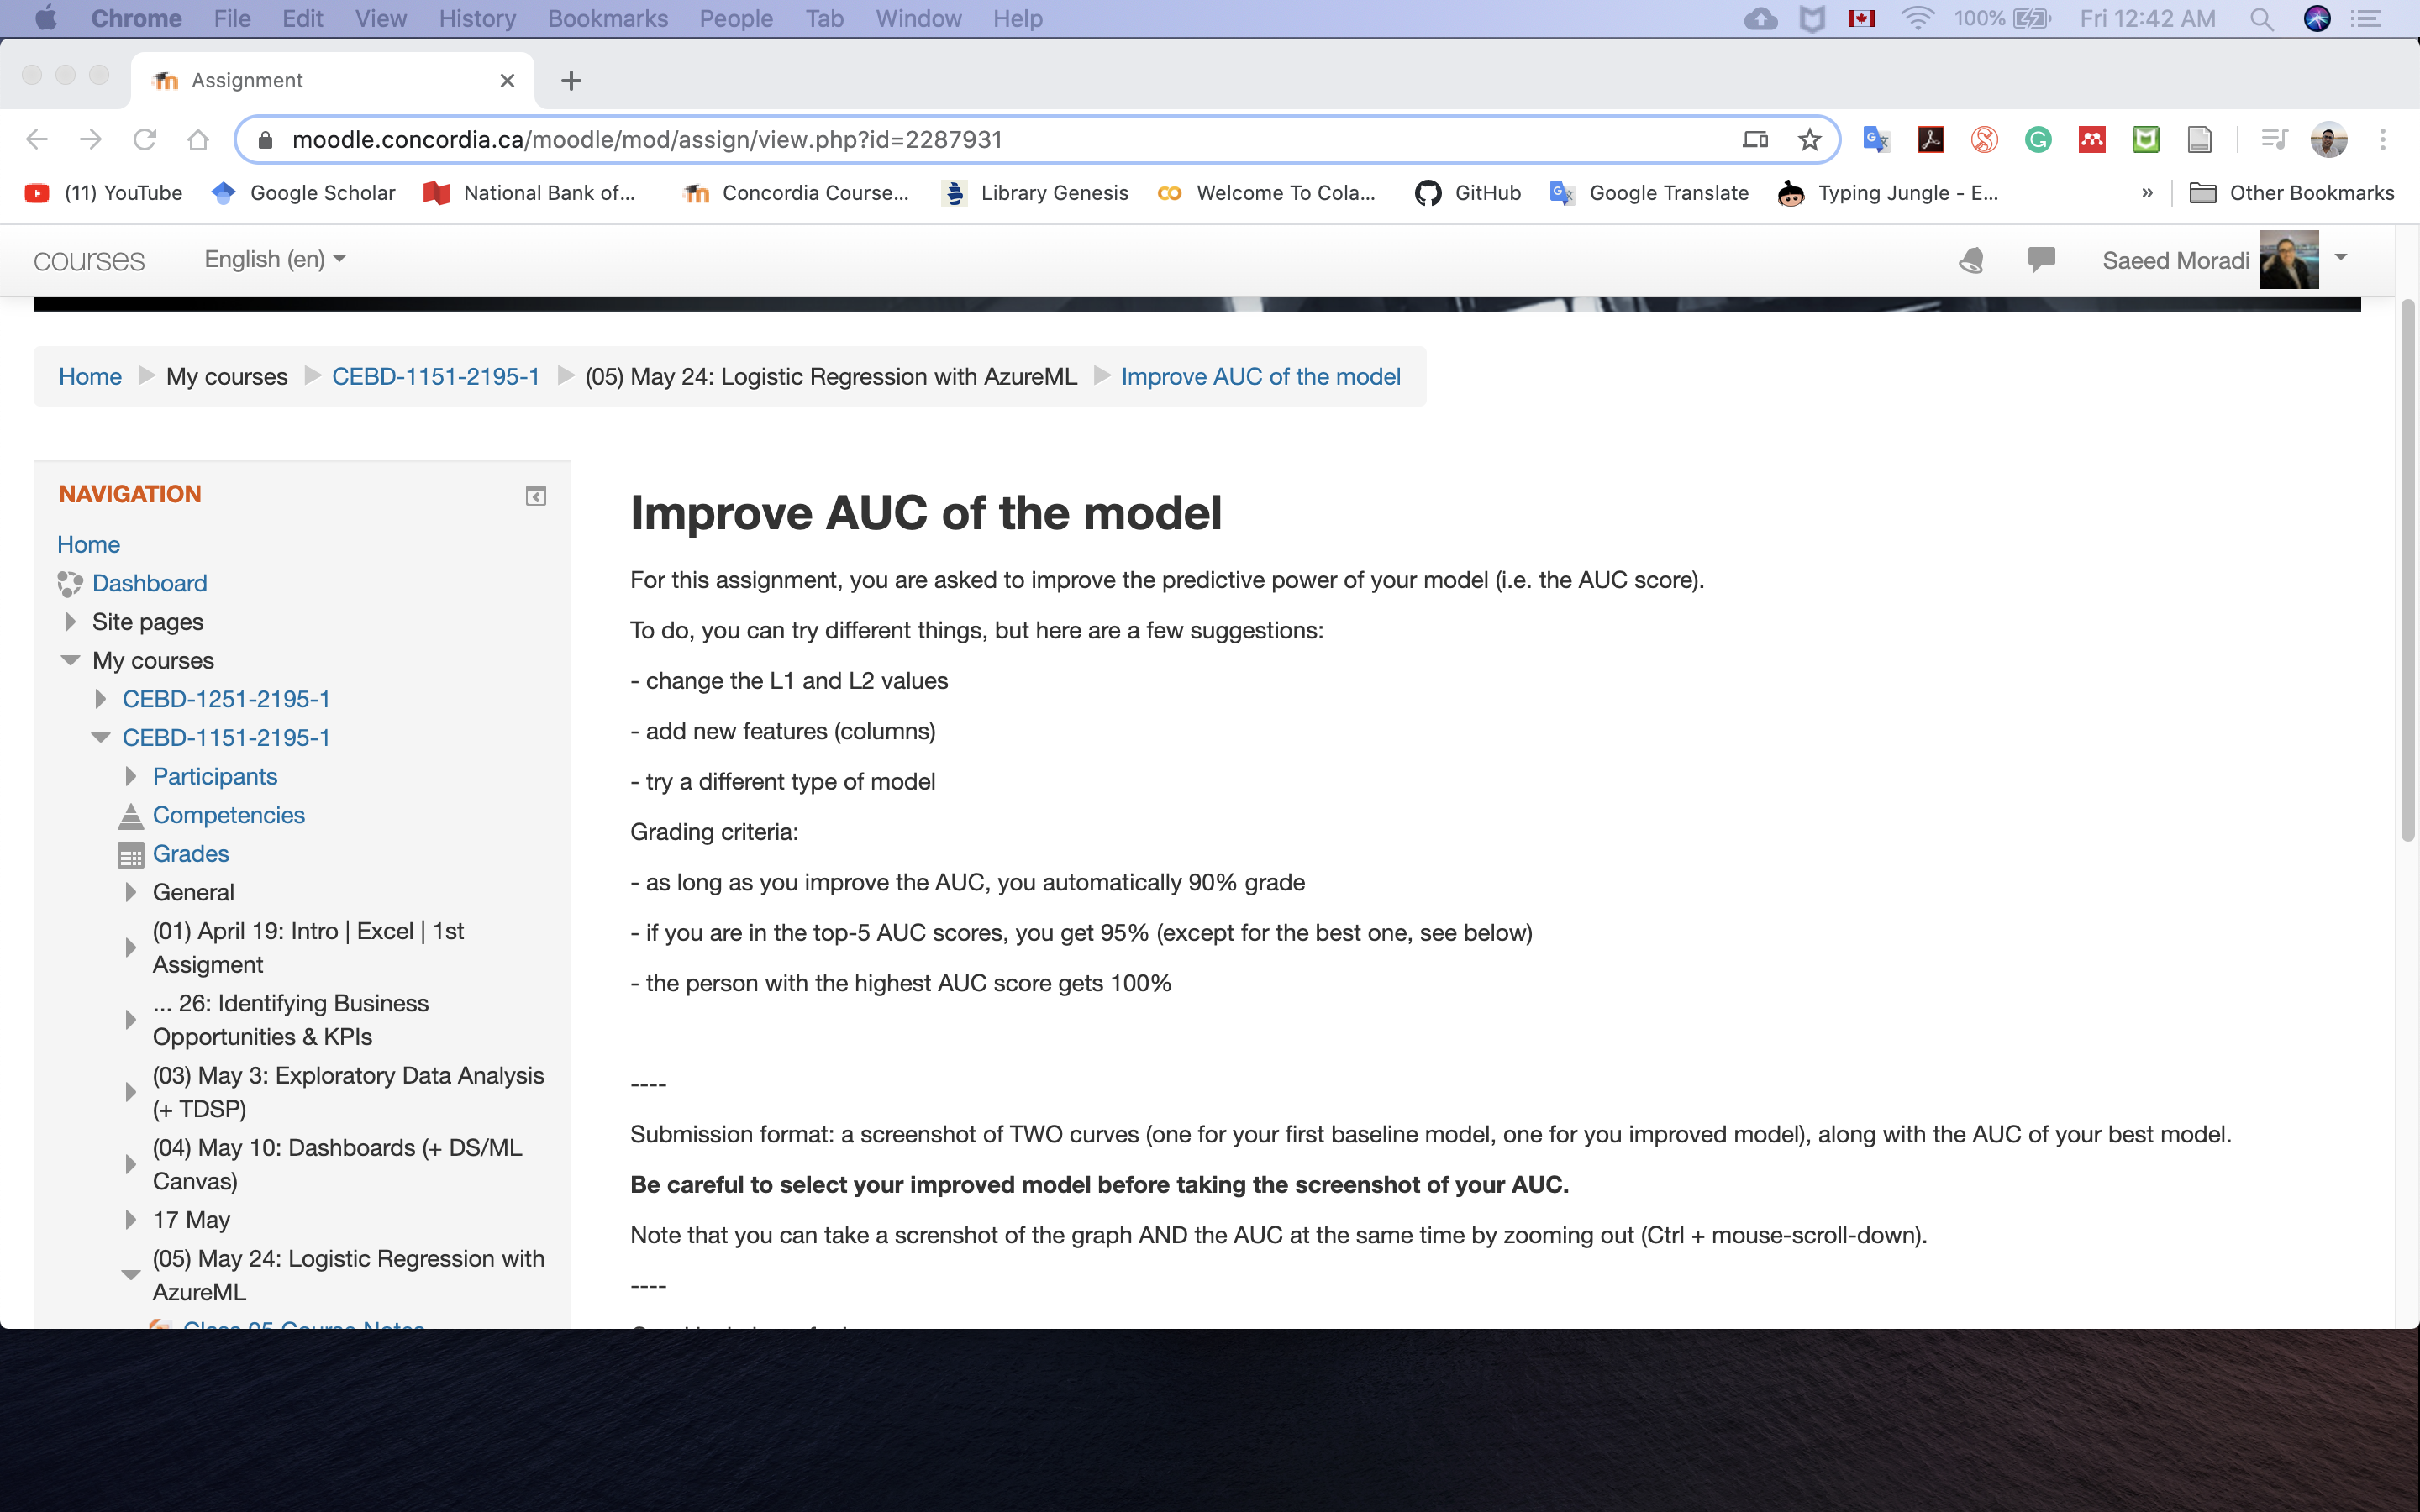 Chrome File Edit View History Bookmarks People Tab Window Help 100% Fri 12:42 AM
Assignment
moodle.concordia.ca/moodle/mod/assign/view.php?id=2287931
(11) YouTube Google Scholar National Bank of... Concordia Course... Library Genesis Welcome To Cola... GitHub Google Translate Typing Jungle - E... » Other Bookmarks
courses English (en) Saeed Moradi
Home My courses CEBD-1151-2195-1 (05) May 24: Logistic Regression with AzureML Improve AUC of the model
NAVIGATION
Home
Dashboard
Site pages
My courses
CEBD-1251-2195-1
CEBD-1151-2195-1
Participants
Competencies
Grades
General
(01) April 19: Intro | Excel | 1st
Assigment
... 26: Identifying Business
Opportunities & KPIs
(03) May 3: Exploratory Data Analysis
(+ TDSP)
(04) May 10: Dashboards (+ DS/ML
Canvas)
17 May
(05) May 24: Logistic Regression with
AzureML
Class 05 Course Notes
Improve AUC of the model
For this assignment, you are asked to improve the predictive power of your model (i.e. the AUC score).
To do, you can try different things, but here are a few suggestions:
- change the L1 and L2 values
- add new features (columns)
- try a different type of model
Grading criteria:
- as long as you improve the AUC, you automatically 90% grade
- if you are in the top-5 AUC scores, you get 95% (except for the best one, see below)
- the person with the highest AUC score gets 100%
----
Submission format: a screenshot of TWO curves (one for your first baseline model, one for you improved model), along with the AUC of your best model.
Be careful to select your improved model before taking the screenshot of your AUC.
Note that you can take a screnshot of the graph AND the AUC at the same time by zooming out (Ctrl + mouse-scroll-down).
----